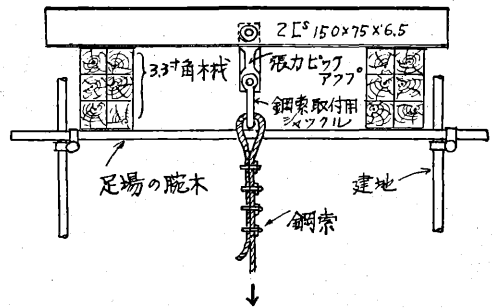 2[s 150×75×6.5
張力ピック
アップ
3.3寸角木材
鋼索取付用
シャックル
足場の腕木
建地
鋼索